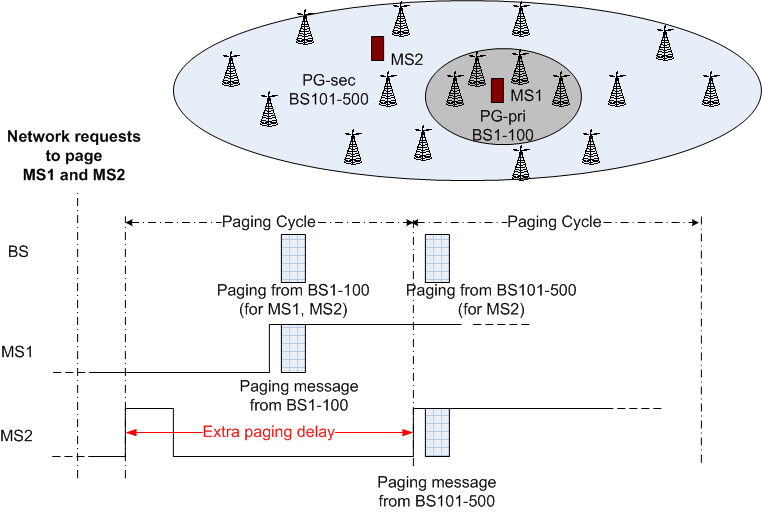 MS2
PG-sec
BS101-500
MS1
PG-pri
BS1-100
Network requests
to page
MS1 and MS2
Paging Cycle
Paging Cycle
BS
Paging from BS1-100
(for MS1, MS2)
Paging from BS101-500
(for MS2)
MS1
Paging message
from BS1-100
MS2
Extra paging delay
Paging message
from BS101-500